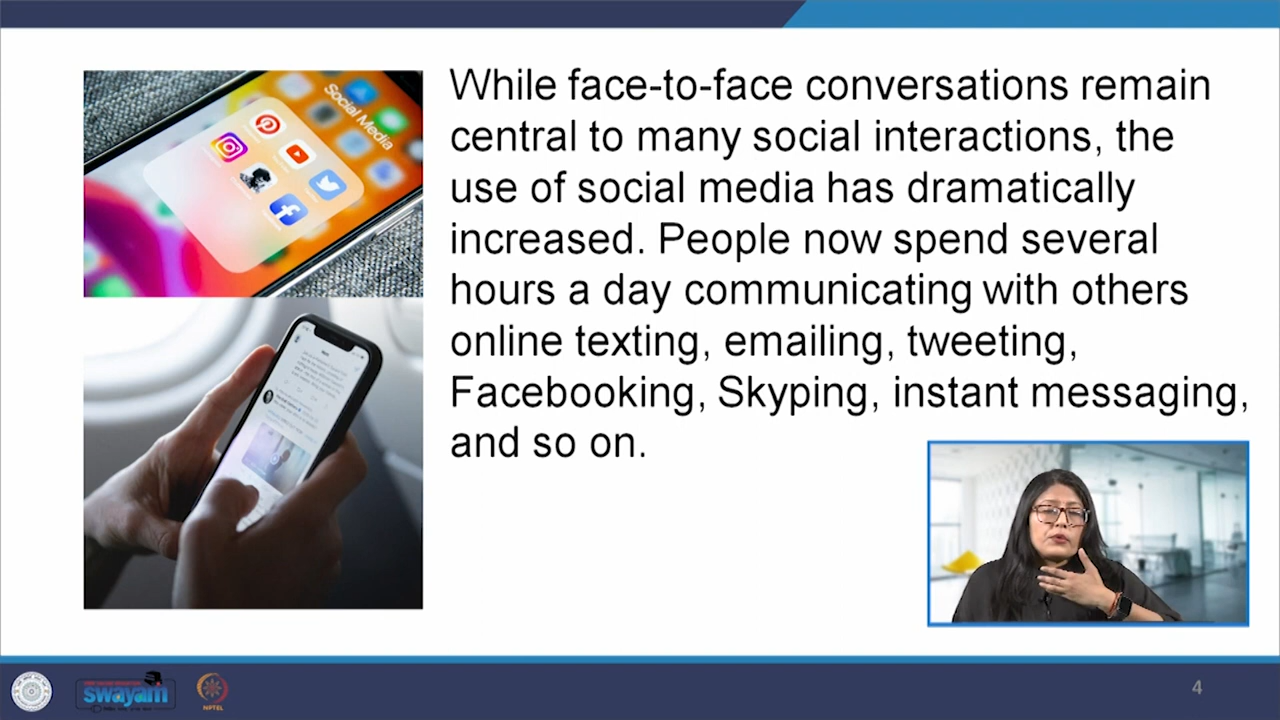 Social Media
While face-to-face conversations remain
central to many social interactions, the
use of social media has dramatically
increased. People now spend several
hours a day communicating with others
online texting, emailing, tweeting,
Facebooking, Skyping, instant messaging,
and so on.
swayam
NPTEL
4